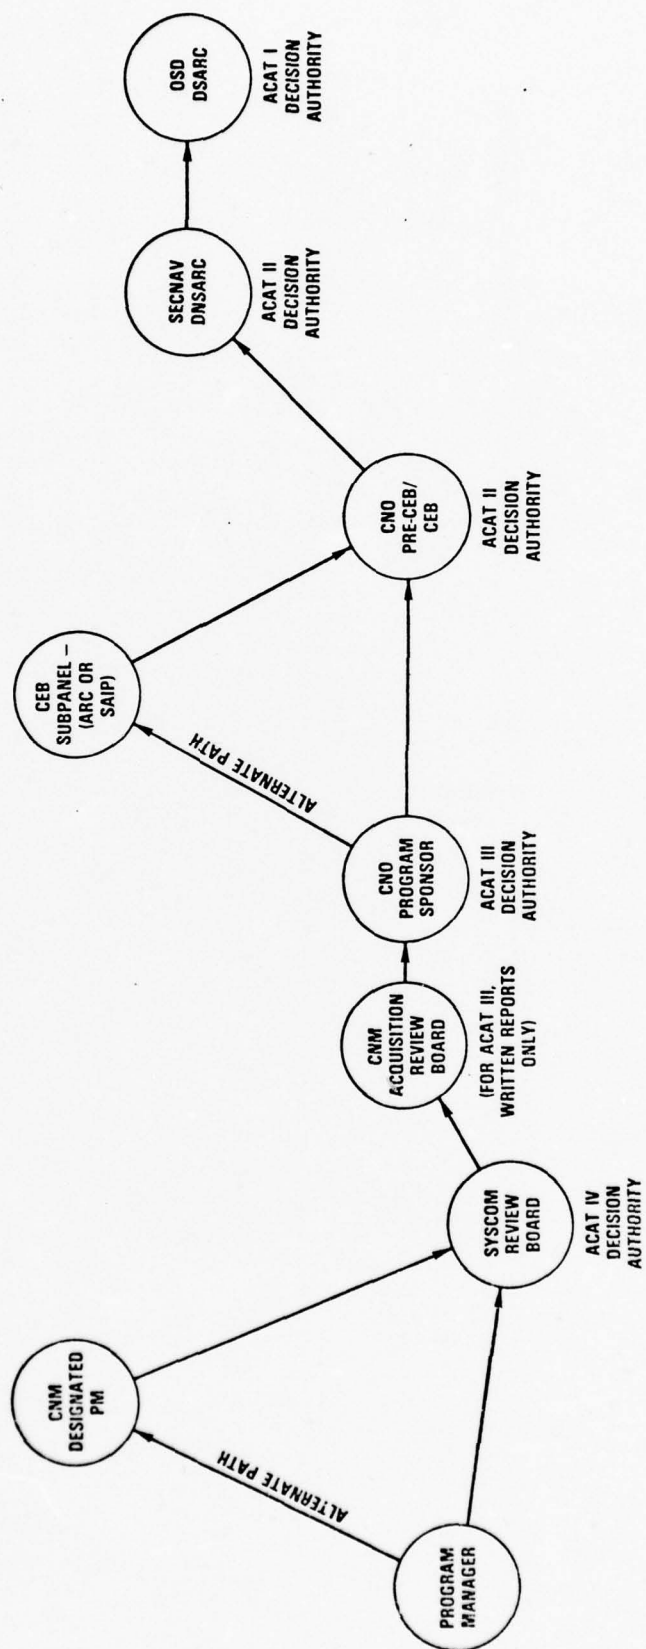 PROGRAM
MANAGER
ALTERNATE PATH
CNM
DESIGNATED
PM
SYSCOM
REVIEW
BOARD
ACAT IV
DECISION
AUTHORITY
CNM
ACQUISITION
REVIEW
BOARD
(FOR ACAT III,
WRITTEN REPORTS
ONLY)
CNO
PROGRAM
SPONSOR
ACAT III
DECISION
AUTHORITY
ALTERNATE PATH
CEB
SUBPANEL –
(ARC OR
SAIP)
CNO
PRE-CEB/
CEB
ACAT II
DECISION
AUTHORITY
SECNAV
DNSARC
ACAT II
DECISION
AUTHORITY
OSD
DSARC
ACAT I
DECISION
AUTHORITY